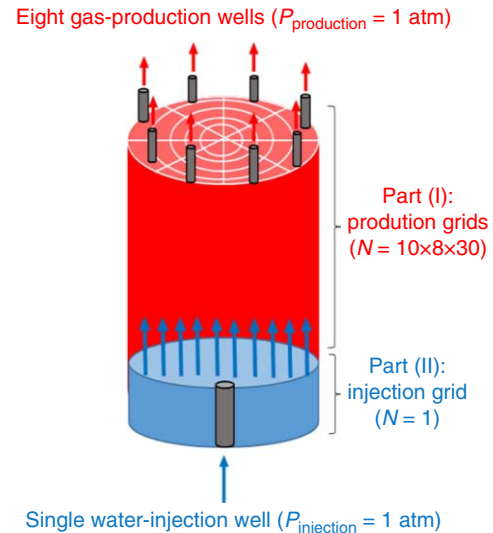 Eight gas-production wells (Pproduction = 1 atm)
Part (I):
prodution grids
(N = 10×8×30)
Part (II):
injection grid
(N = 1)
Single water-injection well (Pinjection = 1 atm)